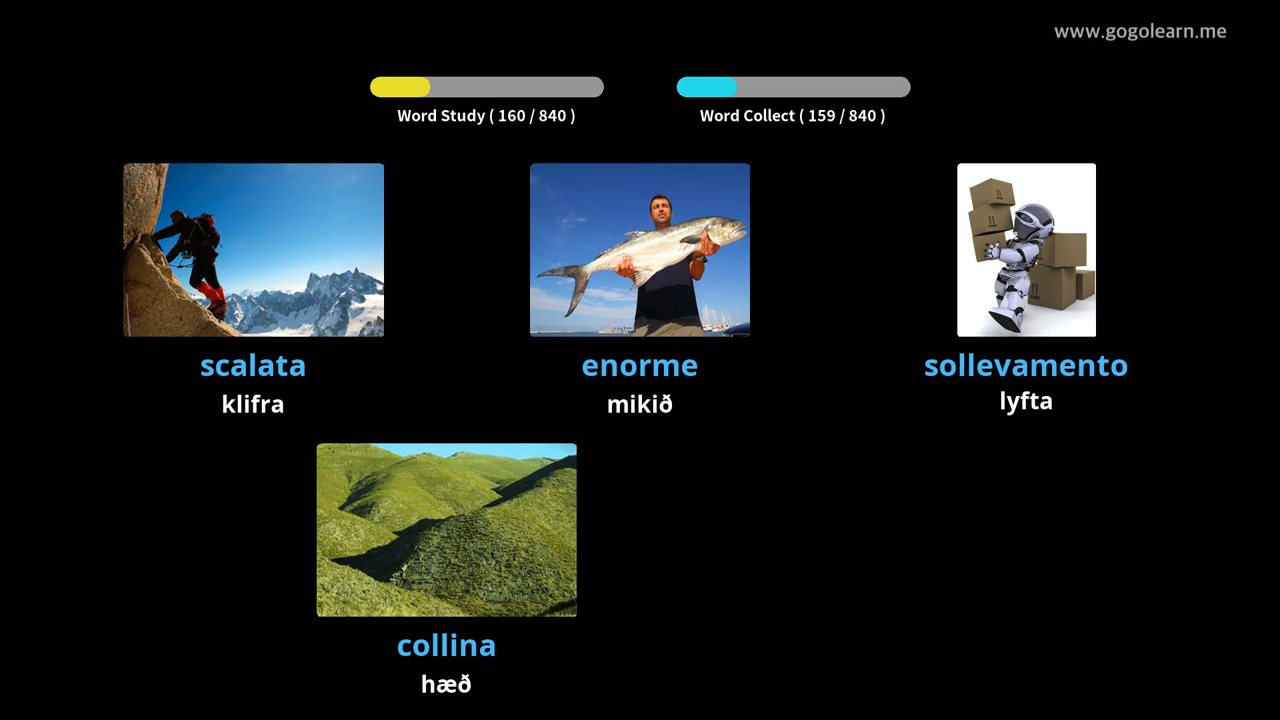 www.gogolearn.me
Word Study ( 160 / 840 )
Word Collect ( 159 / 840 )
scalata
klifra
enorme
mikið
sollevamento
lyfta
collina
hæð